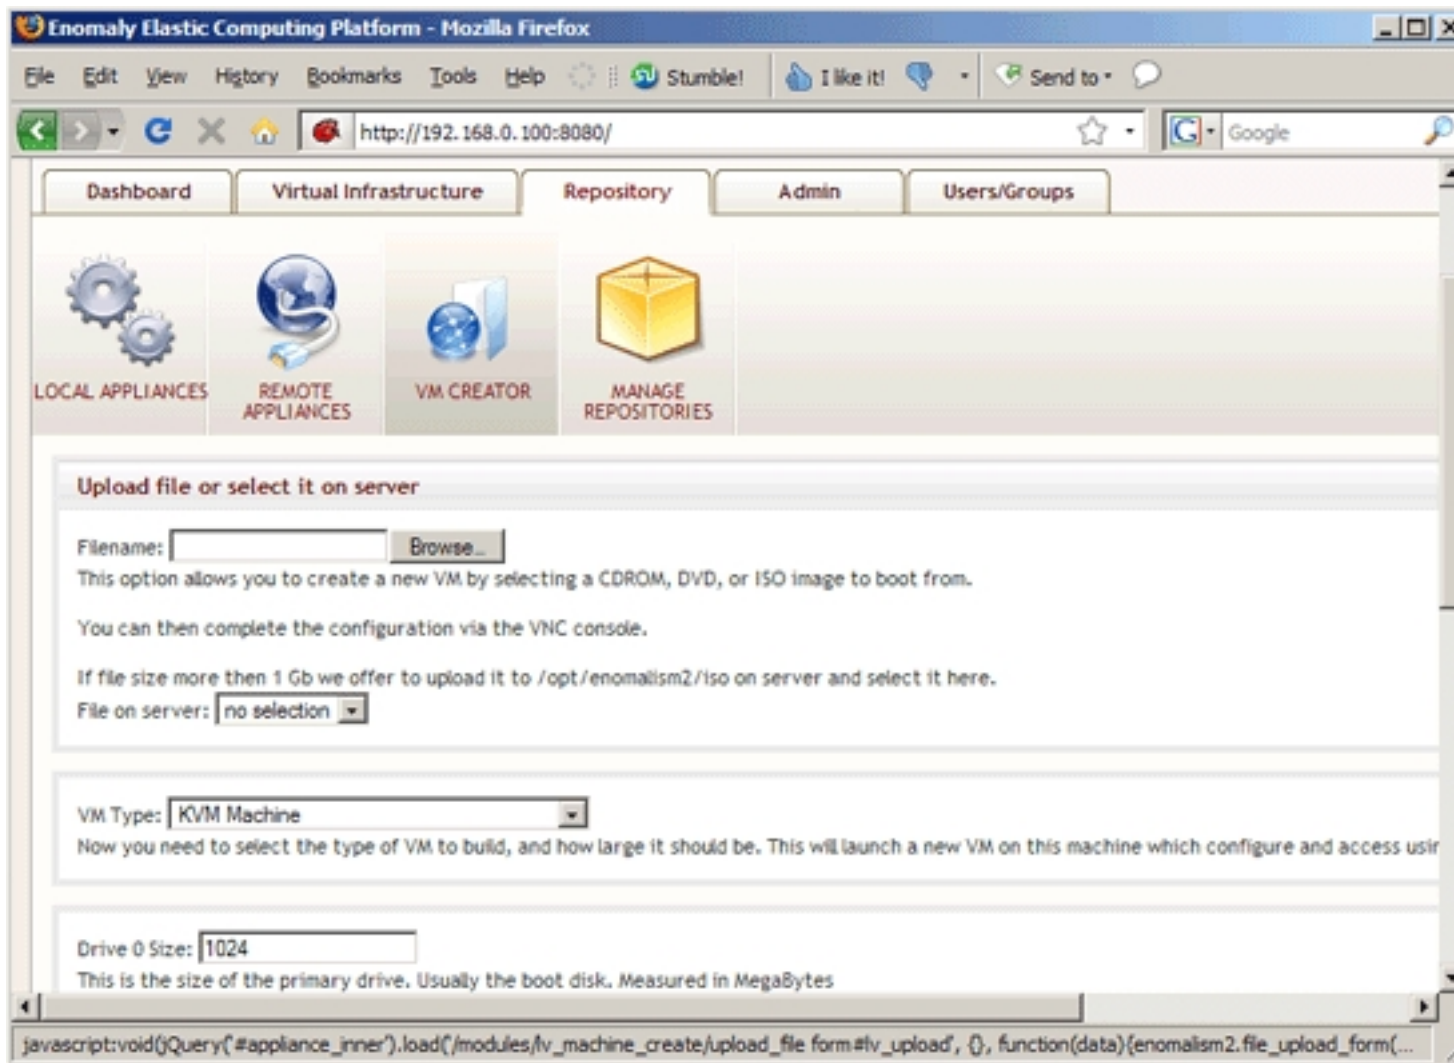 Enomaly Elastic Computing Platform - Mozilla Firefox
File Edit View History Bookmarks Tools Help Stumble! I like it! Send to
http://192.168.0.100:8080/ Google
Dashboard Virtual Infrastructure Repository Admin Users/Groups
LOCAL APPLIANCES REMOTE APPLIANCES VM CREATOR MANAGE REPOSITORIES
Upload file or select it on server
Filename: Browse...
This option allows you to create a new VM by selecting a CDROM, DVD, or ISO image to boot from.
You can then complete the configuration via the VNC console.
If file size more then 1 Gb we offer to upload it to /opt/enomalism2/iso on server and select it here.
File on server: no selection
VM Type: KVM Machine
Now you need to select the type of VM to build, and how large it should be. This will launch a new VM on this machine which configure and access usin
Drive 0 Size: 1024
This is the size of the primary drive. Usually the boot disk. Measured in MegaBytes
javascript:void(jQuery('#appliance_inner').load('/modules/lv_machine_create/upload_file form#lv_upload', {}, function(data){enomalism2.file_upload_form(...